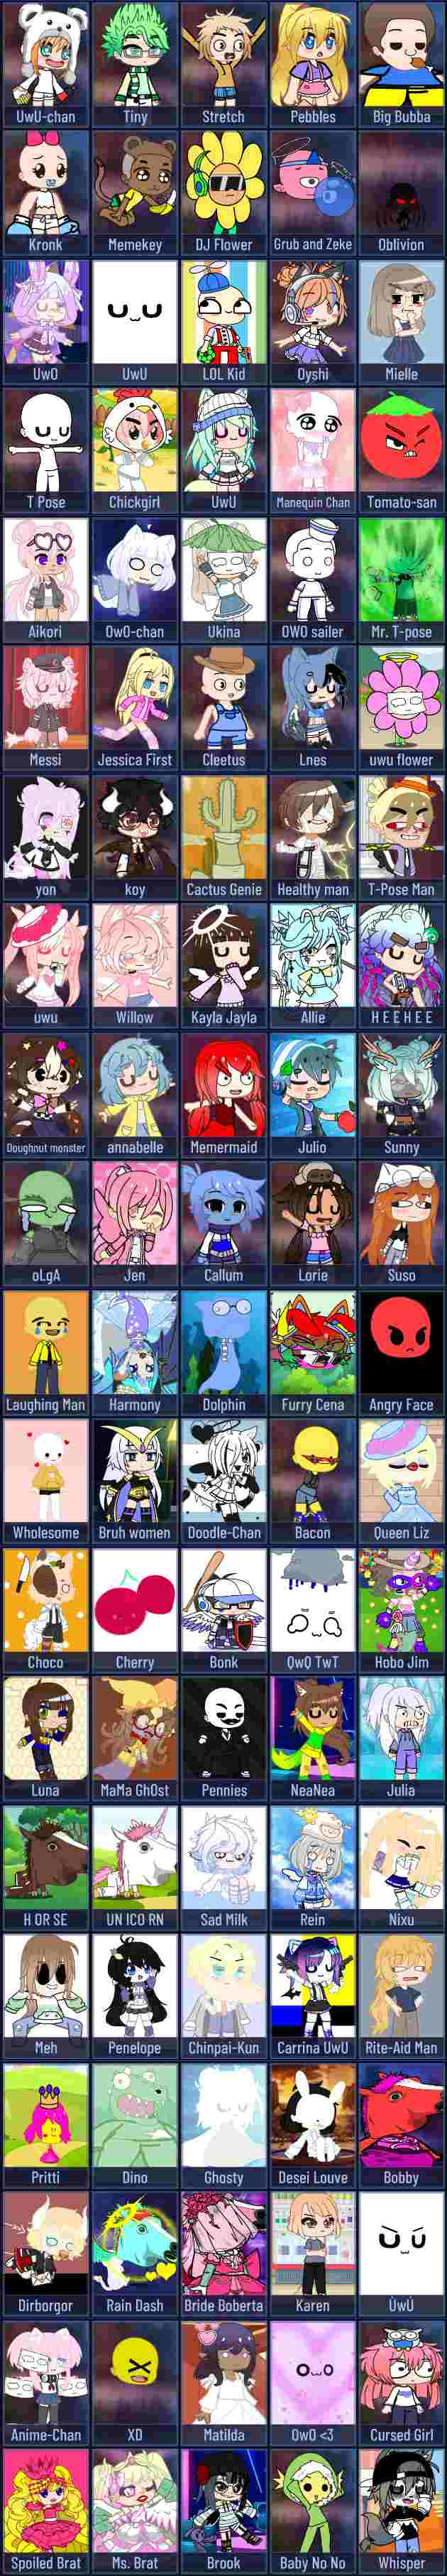 UwU-chan Tiny Stretch Pebbles Big Bubba
Kronk Memekey DJ Flower Grub and Zeke Oblivion
UwO UwU LOL Kid Oyshi Mielle
T Pose Chickgirl UwU Manequin Chan Tomato-san
Aikori OwO-chan Ukina OWO sailer Mr. T-pose
Messi Jessica First Cleetus Lnes uwu flower
yon koy Cactus Genie Healthy man T-Pose Man
uwu Willow Kayla Jayla Allie H E EHEE
Doughnut monster annabelle Memermaid Julio Sunny
oLgA Jen Callum Lorie Suso
Laughing Man Harmony Dolphin Furry Cena Angry Face
Wholesome Bruh women Doodle-Chan Bacon Queen Liz
Choco Cherry Bonk QwQ TwT Hobo Jim
Luna MaMa GhOst Pennies NeaNea Julia
H OR SE UN ICO RN Sad Milk Rein Nixu
Meh Penelope Chinpai-Kun Carrina UwU Rite-Aid Man
Pritti Dino Ghosty Desei Louve Bobby
Dirborgor Rain Dash Bride Boberta Karen ÙwÚ
Anime-Chan XD Matilda OwO <3 Cursed Girl
Spoiled Brat Ms. Brat Brook Baby No No Whisper